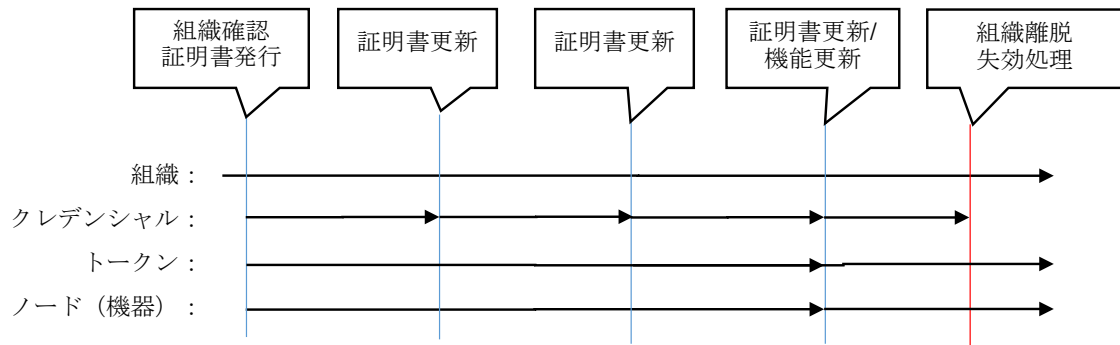 組織確認
証明書発行
証明書更新
証明書更新
証明書更新/
機能更新
組織離脱
失効処理
組織：
クレデンシャル：
トークン：
ノード（機器）：